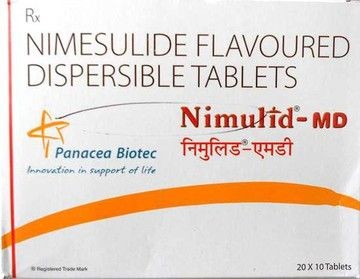 Rx
NIMESULIDE FLAVOURED
DISPERSIBLE TABLETS
Nimulid®-MD
निमुलिड®-एमडी
Panacea Biotec
Innovation in support of life
® Registered Trade Mark
20 X 10 Tablets